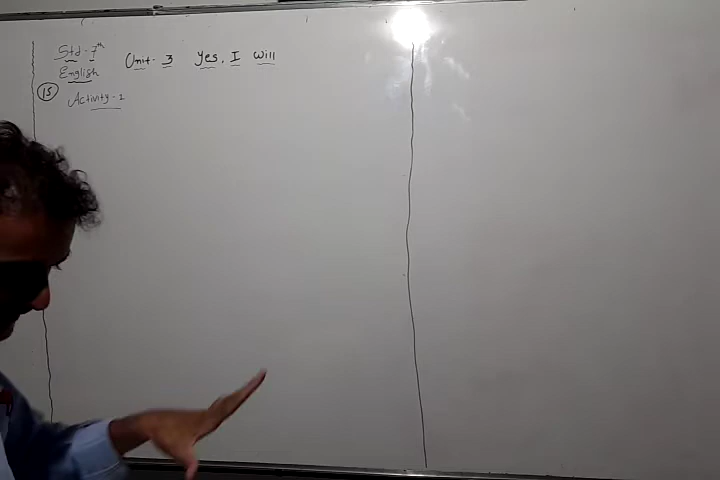 Std - 7th
English
Unit - 3 Yes, I Will
15
Activity - 1